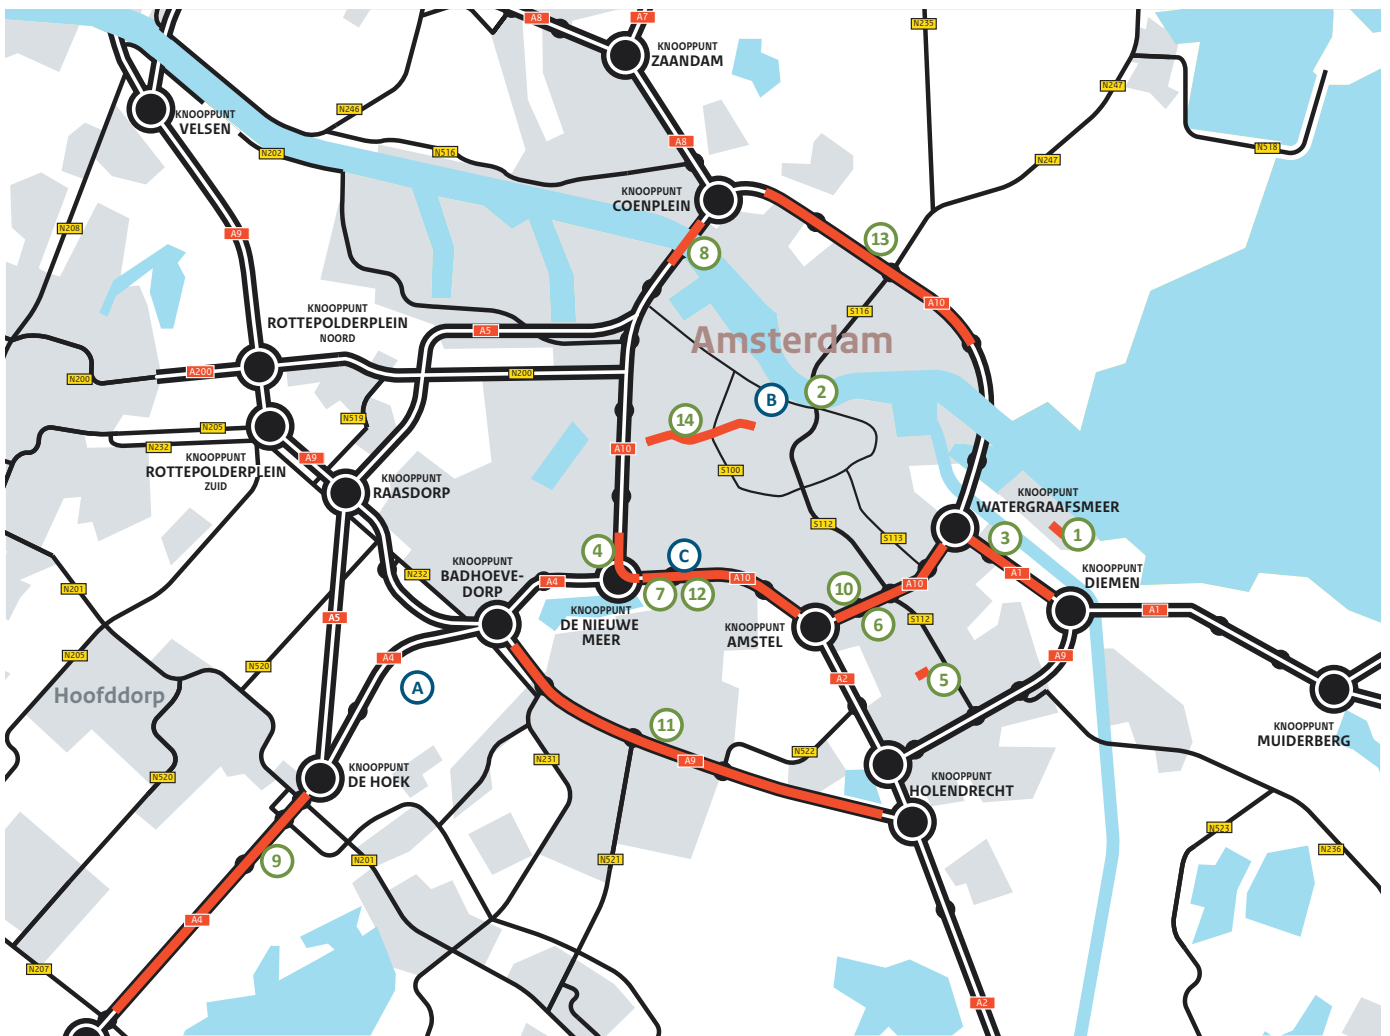 A8
A7
N235
KNOOPPUNT
ZAANDAM
N247
N246
KNOOPPUNT
VELSEN
A8
N518
N202
N516
N247
KNOOPPUNT
COENPLEIN
N208
A9
13
8
A10
KNOOPPUNT
ROTTEPOLDERPLEIN
NOORD
S116
A5
Amsterdam
A200
N200
N200
2
B
N519
14
N205
N232
A10
A9
KNOOPPUNT
ROTTEPOLDERPLEIN
ZUID
S100
KNOOPPUNT
RAASDORP
KNOOPPUNT
WATERGRAAFSMEER
S112
1
3
S113
4
C
KNOOPPUNT
BADHOEVE-
DORP
N232
A4
A10
A1
KNOOPPUNT
DIEMEN
N201
A10
10
7
12
A1
A5
KNOOPPUNT
DE NIEUWE
MEER
KNOOPPUNT
AMSTEL
6
S112
N205
A4
A9
N520
A2
5
A
Hoofddorp
11
KNOOPPUNT
MUIDERBERG
N522
N231
A9
KNOOPPUNT
DE HOEK
N520
KNOOPPUNT
HOLENDRECHT
N523
N236
9
N201
N521
A4
N207
A2